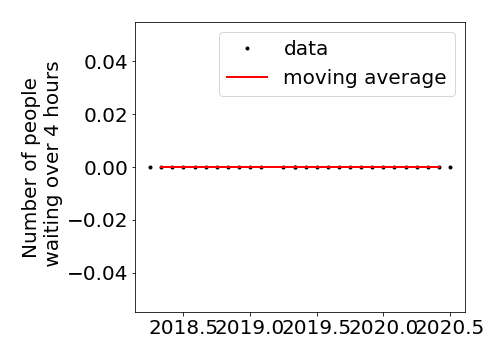 Number of people
waiting over 4 hours
0.04
0.02
0.00
−0.02
−0.04
data
moving average
2018.5
2019.0
2019.5
2020.0
2020.5